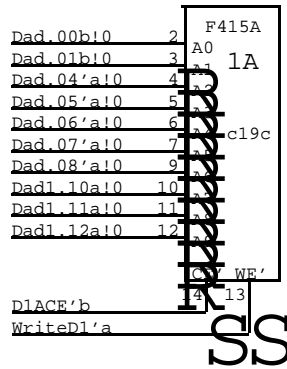 F415A
Dad.00b!0 2 A0
1A
Dad.01b!0 3 A1
Dad.04'a!0 4 A2
Dad.05'a!0 5
Dad.06'a!0 6 c19c
Dad.07'a!0 7
Dad.08'a!0 9
Dad1.10a!0 10
Dad1.11a!0 11
Dad1.12a!0 12
WE'
14 13
D1ACE'b
WriteD1'a
SS